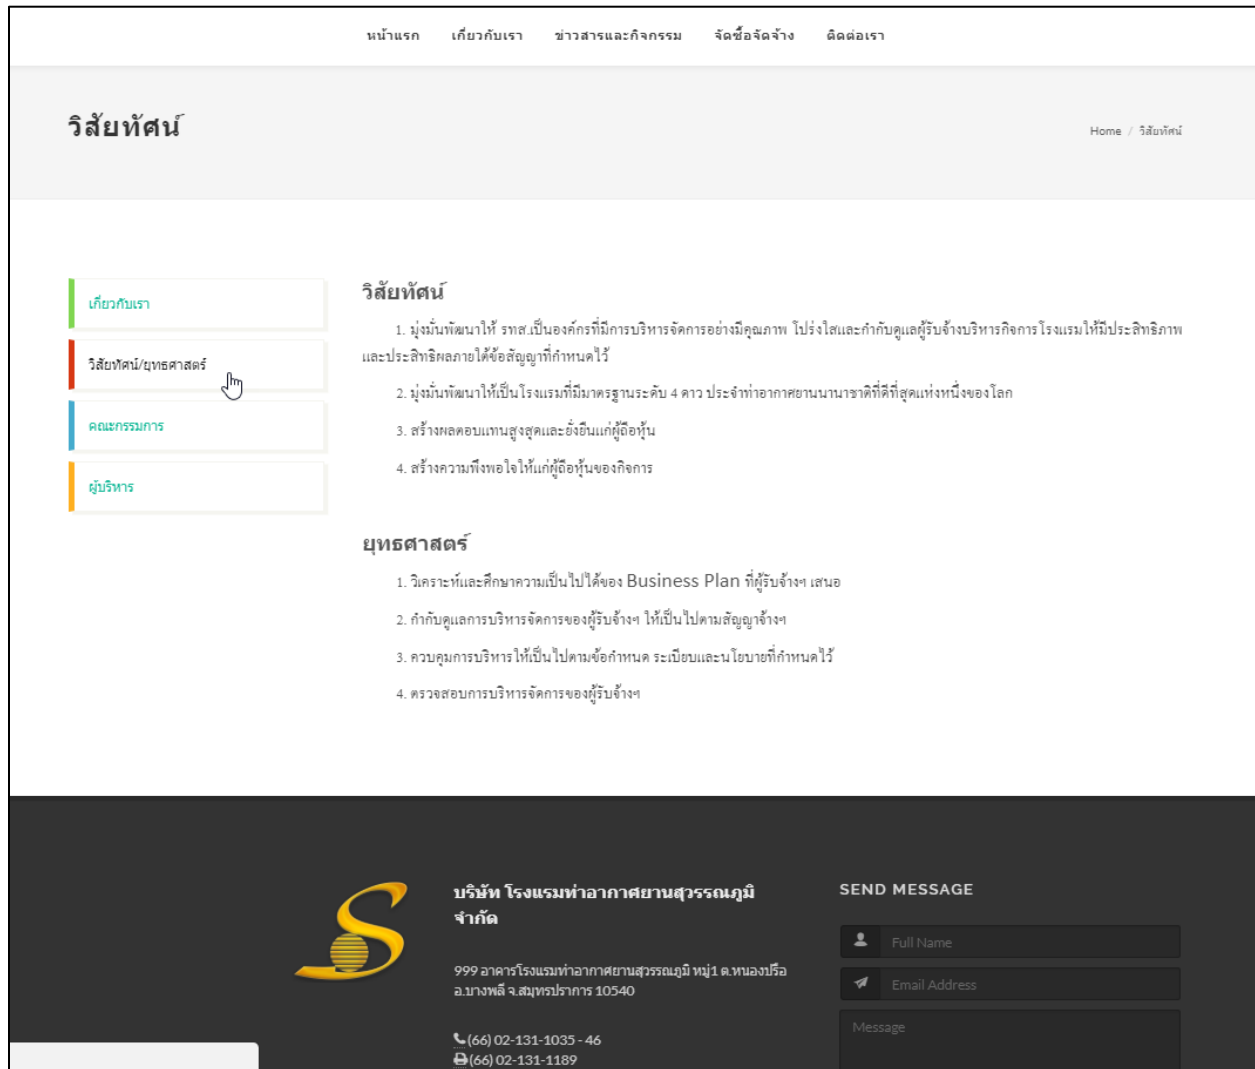 หน้าแรก เกี่ยวกับเรา ข่าวสารและกิจกรรม จัดซื้อจัดจ้าง ติดต่อเรา
วิสัยทัศน์
Home / วิสัยทัศน์
เกี่ยวกับเรา
วิสัยทัศน์/ยุทธศาสตร์
คณะกรรมการ
ผู้บริหาร
วิสัยทัศน์
1. มุ่งมั่นพัฒนาให้ รทส.เป็นองค์กรที่มีการบริหารจัดการอย่างมีคุณภาพ โปร่งใสและกำกับดูแลผู้รับจ้างบริหารกิจการโรงแรมให้มีประสิทธิภาพ
และประสิทธิผลภายใต้ข้อสัญญาที่กำหนดไว้
2. มุ่งมั่นพัฒนาให้เป็นโรงแรมที่มีมาตรฐานระดับ 4 ดาว ประจำท่าอากาศยานนานาชาติที่ดีที่สุดแห่งหนึ่งของโลก
3. สร้างผลตอบแทนสูงสุดและยั่งยืนแก่ผู้ถือหุ้น
4. สร้างความพึงพอใจให้แก่ผู้ถือหุ้นของกิจการ
ยุทธศาสตร์
1. วิเคราะห์และศึกษาความเป็นไปได้ของ Business Plan ที่ผู้รับจ้างฯ เสนอ
2. กำกับดูแลการบริหารจัดการของผู้รับจ้างฯ ให้เป็นไปตามสัญญาจ้างฯ
3. ควบคุมการบริหารให้เป็นไปตามข้อกำหนด ระเบียบและนโยบายที่กำหนดไว้
4. ตรวจสอบการบริหารจัดการของผู้รับจ้างฯ
บริษัท โรงแรมท่าอากาศยานสุวรรณภูมิ
จำกัด
999 อาคารโรงแรมท่าอากาศยานสุวรรณภูมิ หมู่1 ต.หนองปรือ
อ.บางพลี จ.สมุทรปราการ 10540
(66) 02-131-1035 - 46
(66) 02-131-1189
SEND MESSAGE
Full Name
Email Address
Message